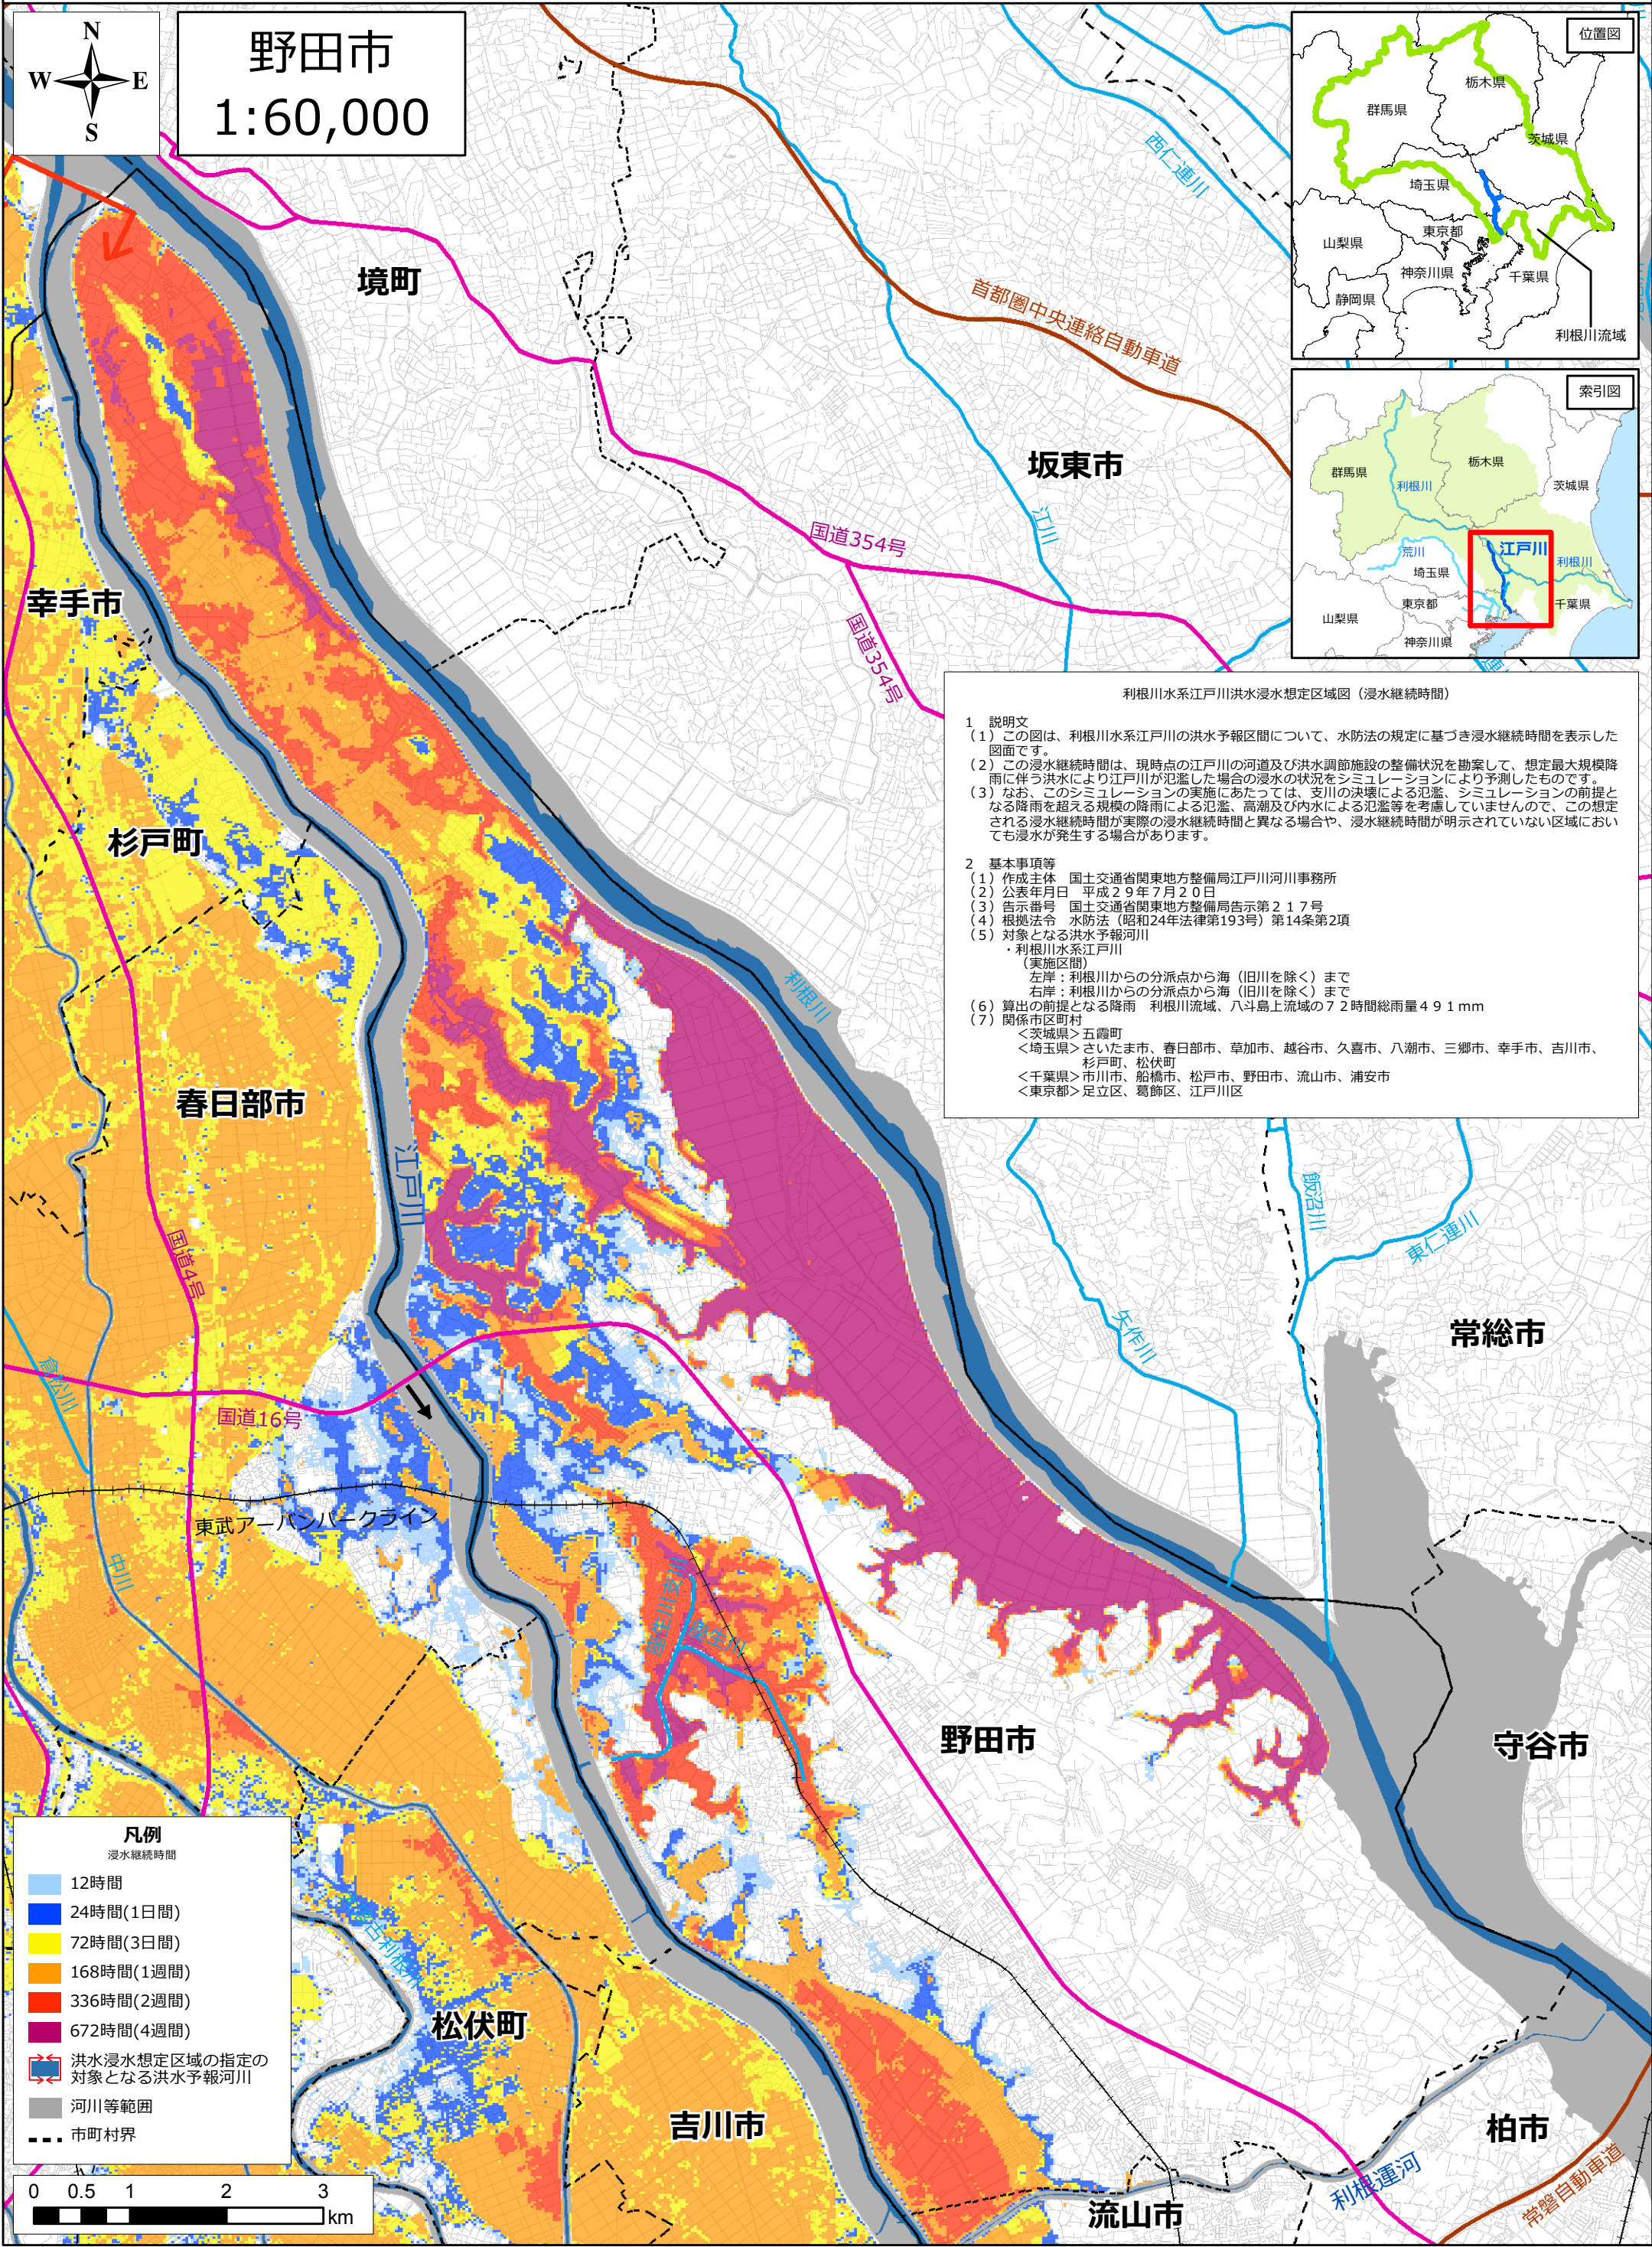 N
W E
S
野田市
1:60,000
位置図
栃木県
群馬県
茨城県
埼玉県
東京都
山梨県
神奈川県
千葉県
静岡県
利根川流域
索引図
栃木県
群馬県
利根川
茨城県
江戸川
荒川
利根川
埼玉県
東京都
千葉県
山梨県
神奈川県
西仁連川
境町
首都圏中央連絡自動車道
坂東市
江川
国道354号
国道354号
幸手市
杉戸町
利根川水系江戸川洪水浸水想定区域図（浸水継続時間）
1 説明文
（1）この図は、利根川水系江戸川の洪水予報区間について、水防法の規定に基づき浸水継続時間を表示した
図面です。
（2）この浸水継続時間は、現時点の江戸川の河道及び洪水調節施設の整備状況を勘案して、想定最大規模降
雨に伴う洪水により江戸川が氾濫した場合の浸水の状況をシミュレーションにより予測したものです。
（3）なお、このシミュレーションの実施にあたっては、支川の決壊による氾濫、シミュレーションの前提と
なる降雨を超える規模の降雨による氾濫、高潮及び内水による氾濫等を考慮していませんので、この想定
される浸水継続時間が実際の浸水継続時間と異なる場合や、浸水継続時間が明示されていない区域におい
ても浸水が発生する場合があります。
2 基本事項等
（1）作成主体 国土交通省関東地方整備局江戸川河川事務所
（2）公表年月日 平成２９年７月２０日
（3）告示番号 国土交通省関東地方整備局告示第２１７号
（4）根拠法令 水防法（昭和24年法律第193号）第14条第2項
（5）対象となる洪水予報河川
・利根川水系江戸川
（実施区間）
左岸：利根川からの分派点から海（旧川を除く）まで
右岸：利根川からの分派点から海（旧川を除く）まで
（6）算出の前提となる降雨 利根川流域、八斗島上流域の７２時間総雨量４９１mm
（7）関係市区町村
＜茨城県＞五霞町
＜埼玉県＞さいたま市、春日部市、草加市、越谷市、久喜市、八潮市、三郷市、幸手市、吉川市、
杉戸町、松伏町
＜千葉県＞市川市、船橋市、松戸市、野田市、流山市、浦安市
＜東京都＞足立区、葛飾区、江戸川区
利根川
春日部市
江戸川
飯沼川
東仁連川
国道4号
矢作川
常総市
倉松川
国道16号
東武アーバンパークライン
中川
座生川支川
座生川
野田市
守谷市
凡例
浸水継続時間
12時間
24時間(1日間)
72時間(3日間)
168時間(1週間)
336時間(2週間)
672時間(4週間)
洪水浸水想定区域の指定の
対象となる洪水予報河川
河川等範囲
市町村界
松伏町
吉川市
柏市
利根運河
常磐自動車道
流山市
0 0.5 1 2 3
km